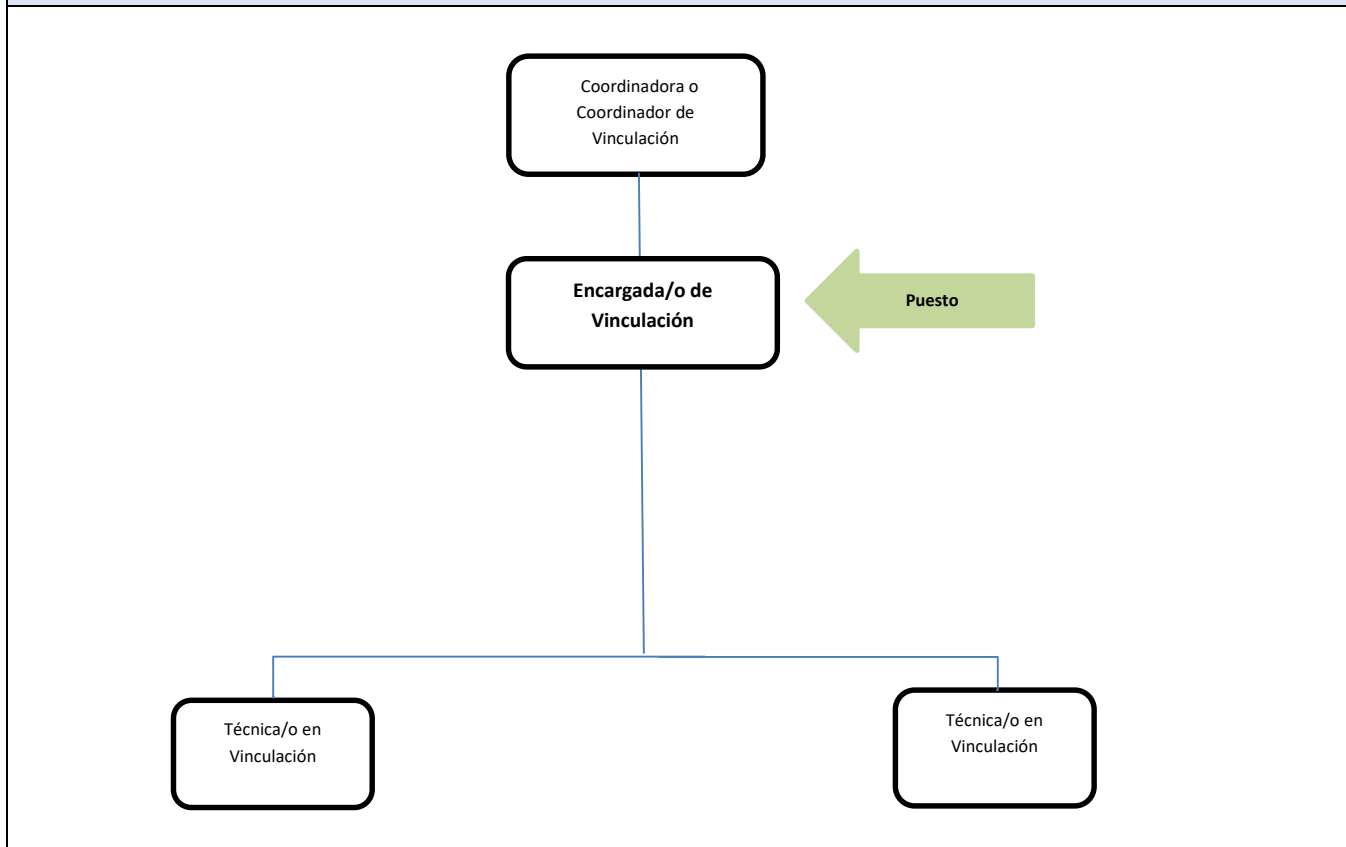 Coordinadora o
Coordinador de
Vinculación
Encargada/o de
Vinculación
Puesto
Técnica/o en
Vinculación
Técnica/o en
Vinculación